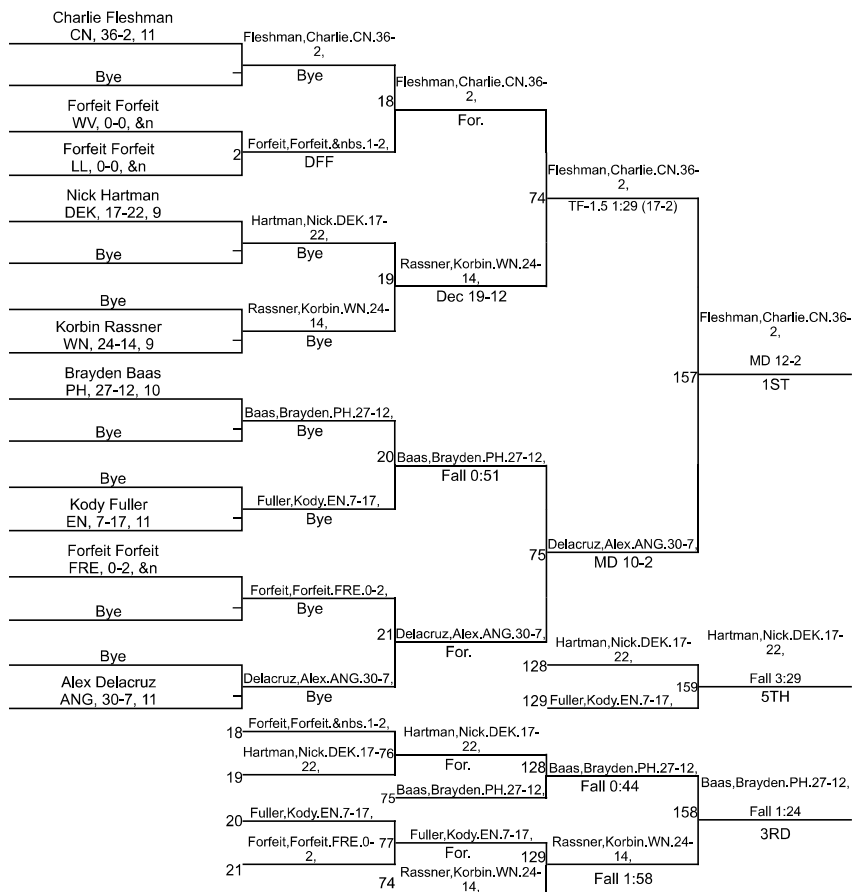 Charlie Fleshman
CN, 36-2, 11
Bye
Forfeit Forfeit
WV, 0-0, &n
Forfeit Forfeit
LL, 0-0, &n
Nick Hartman
DEK, 17-22, 9
Bye
Bye
Korbin Rassner
WN, 24-14, 9
Brayden Baas
PH, 27-12, 10
Bye
Bye
Kody Fuller
EN, 7-17, 11
Forfeit Forfeit
FRE, 0-2, &n
Bye
Bye
Alex Delacruz
ANG, 30-7, 11
Fleshman,Charlie.CN.36-
2,
Bye
2
Forfeit,Forfeit.&nbs.1-2,
DFF
Hartman,Nick.DEK.17-
22,
Bye
Rassner,Korbin.WN.24-
14,
Bye
Baas,Brayden.PH.27-12,
Bye
Fuller,Kody.EN.7-17,
Bye
Forfeit,Forfeit.FRE.0-2,
Bye
Delacruz,Alex.ANG.30-7,
Bye
18
Fleshman,Charlie.CN.36-
2,
For.
19
Rassner,Korbin.WN.24-
14,
Dec 19-12
20
Baas,Brayden.PH.27-12,
Fall 0:51
21
Delacruz,Alex.ANG.30-7,
For.
74
Fleshman,Charlie.CN.36-
2,
TF-1.5 1:29 (17-2)
75
Delacruz,Alex.ANG.30-7,
MD 10-2
157
Fleshman,Charlie.CN.36-
2,
MD 12-2
1ST
128
Hartman,Nick.DEK.17-
22,
129
Fuller,Kody.EN.7-17,
159
Hartman,Nick.DEK.17-
22,
Fall 3:29
5TH
18
Forfeit,Forfeit.&nbs.1-2,
19
Hartman,Nick.DEK.17-
22,
76
Hartman,Nick.DEK.17-
22,
For.
75
Baas,Brayden.PH.27-12,
128
Baas,Brayden.PH.27-12,
Fall 0:44
20
Fuller,Kody.EN.7-17,
21
Forfeit,Forfeit.FRE.0-
2,
77
Fuller,Kody.EN.7-17,
For.
74
Rassner,Korbin.WN.24-
14,
129
Rassner,Korbin.WN.24-
14,
Fall 1:58
158
Baas,Brayden.PH.27-12,
Fall 1:24
3RD